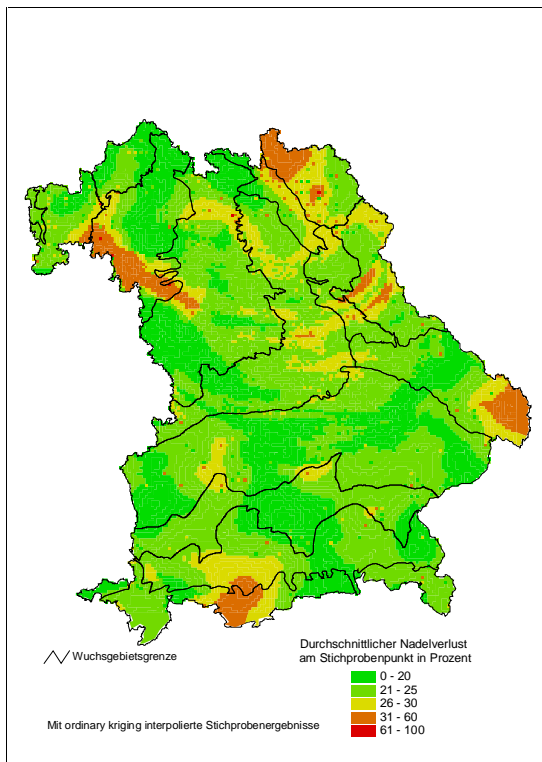 Wuchsgebietsgrenze
Durchschnittlicher Nadelverlust
am Stichprobenpunkt in Prozent
0 - 20
21 - 25
26 - 30
31 - 60
61 - 100
Mit ordinary kriging interpolierte Stichprobenergebnisse